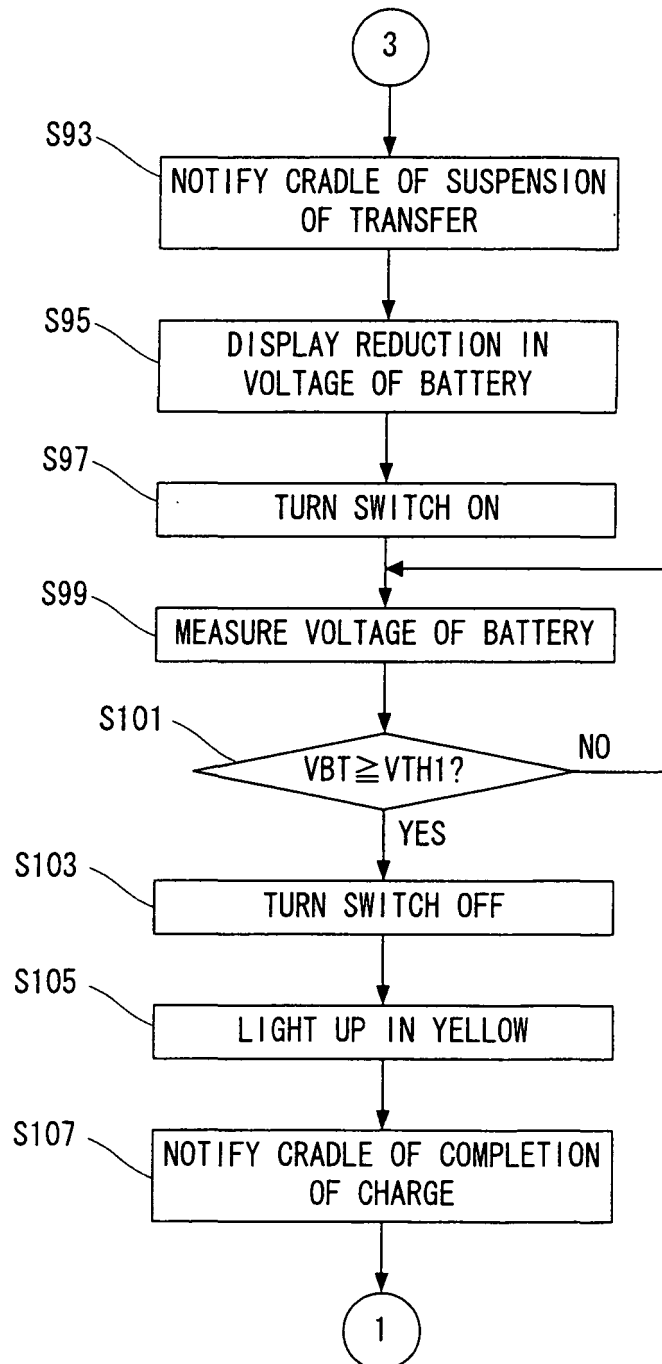 3
S93
NOTIFY CRADLE OF SUSPENSION
OF TRANSFER
S95
DISPLAY REDUCTION IN
VOLTAGE OF BATTERY
S97
TURN SWITCH ON
S99
MEASURE VOLTAGE OF BATTERY
S101
VBT≧VTH1?
NO
YES
S103
TURN SWITCH OFF
S105
LIGHT UP IN YELLOW
S107
NOTIFY CRADLE OF COMPLETION
OF CHARGE
1